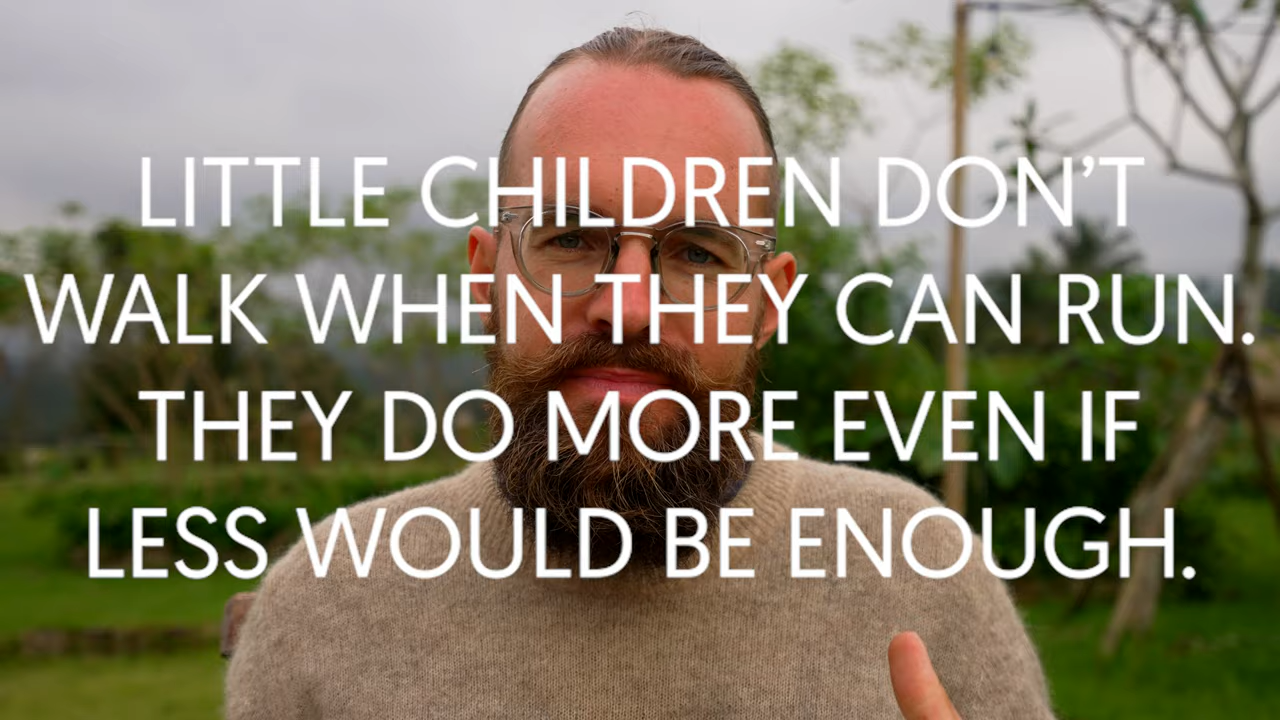 LITTLE CHILDREN DON’T
WALK WHEN THEY CAN RUN.
THEY DO MORE EVEN IF
LESS WOULD BE ENOUGH.